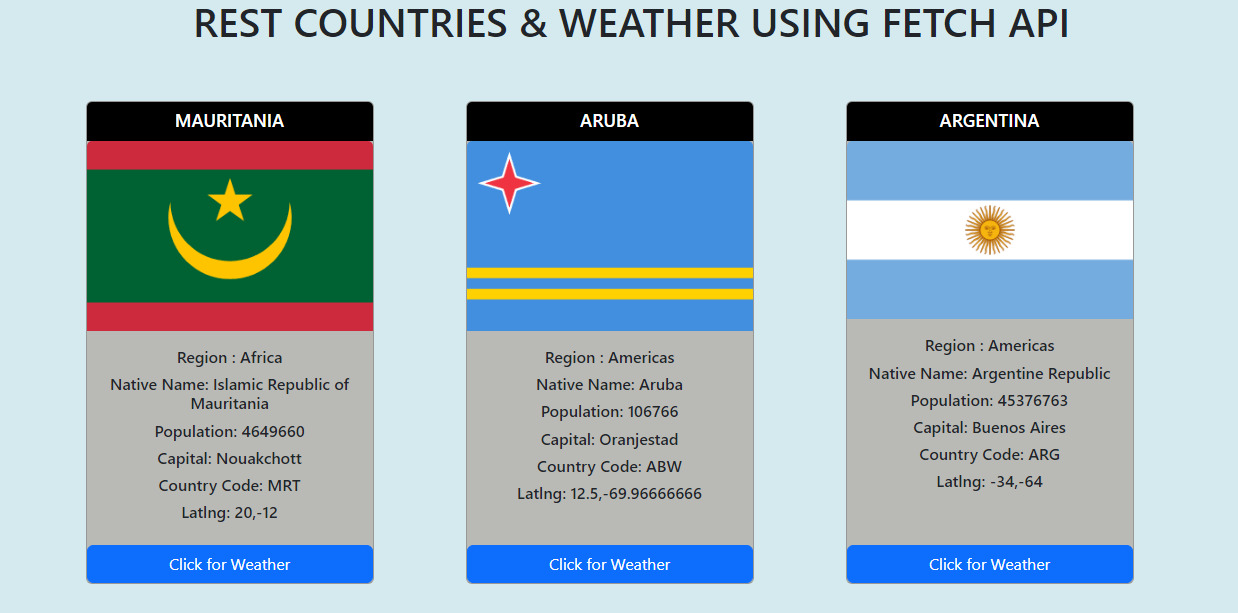 REST COUNTRIES & WEATHER USING FETCH API
MAURITANIA
Region : Africa
Native Name: Islamic Republic of
Mauritania
Population: 4649660
Capital: Nouakchott
Country Code: MRT
Latlng: 20,-12
Click for Weather
ARUBA
Region : Americas
Native Name: Aruba
Population: 106766
Capital: Oranjestad
Country Code: ABW
Latlng: 12.5,-69.96666666
Click for Weather
ARGENTINA
Region : Americas
Native Name: Argentine Republic
Population: 45376763
Capital: Buenos Aires
Country Code: ARG
Latlng: -34,-64
Click for Weather